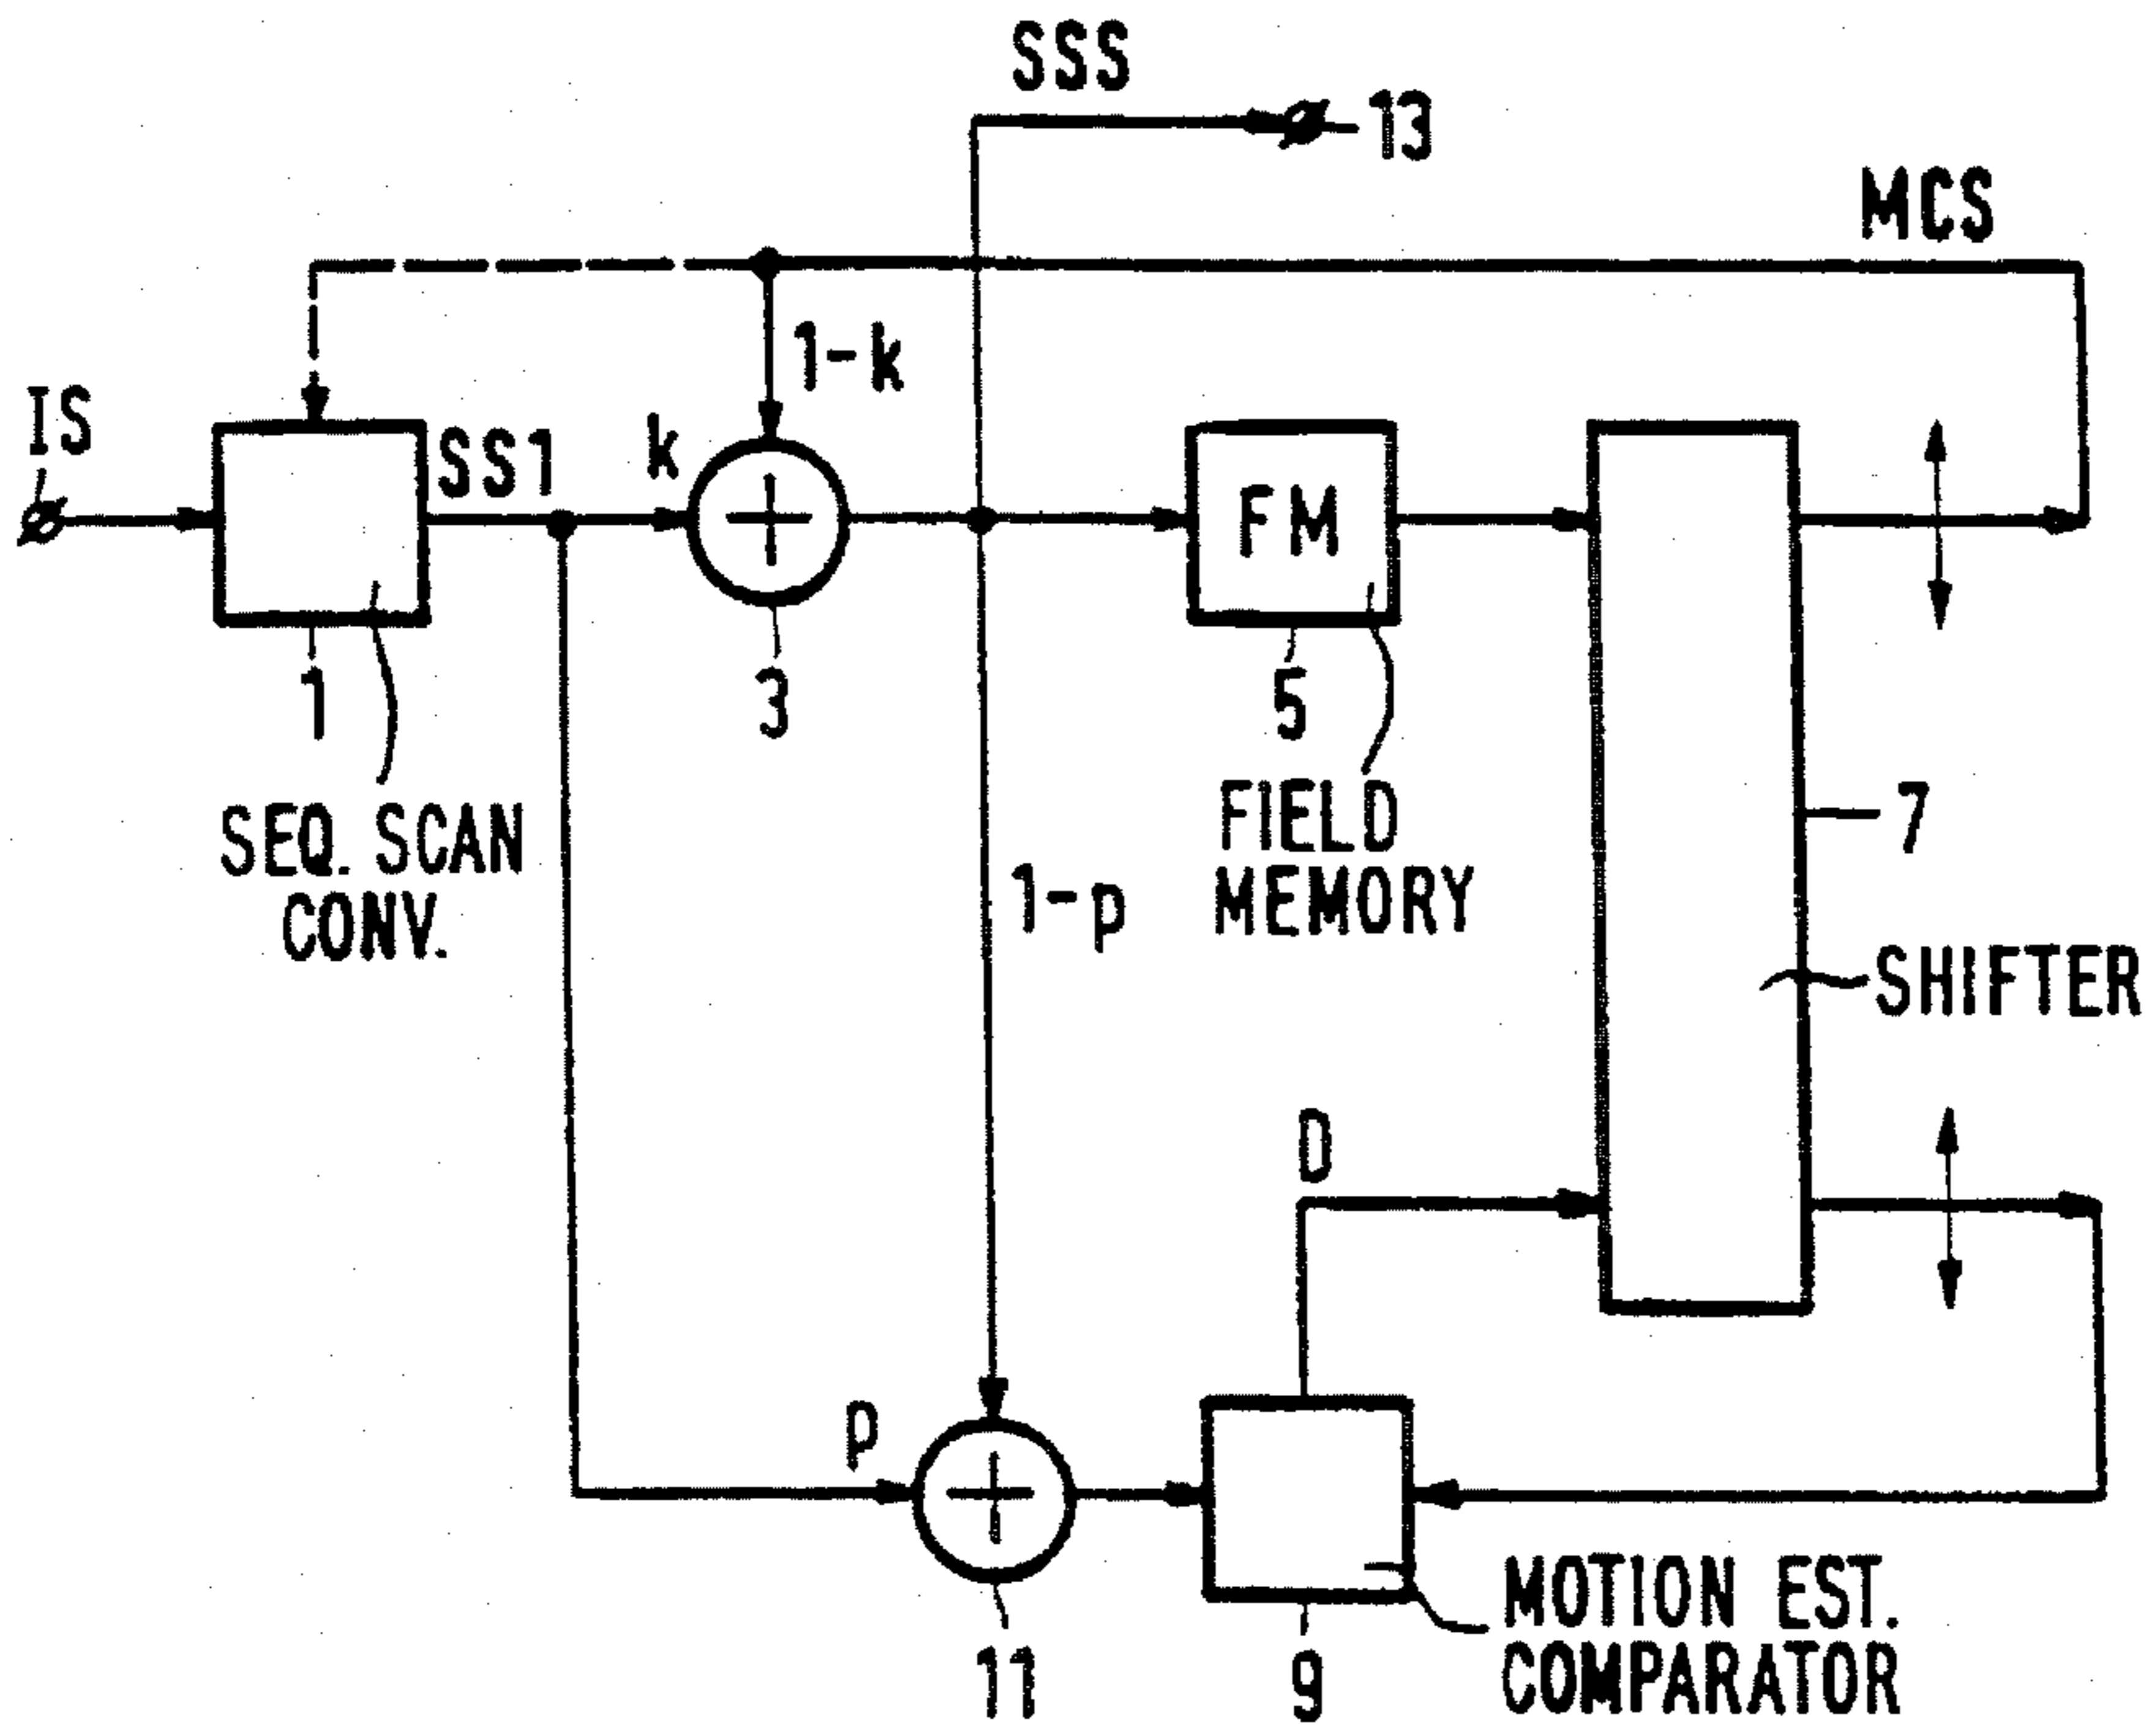 SSS
13
MCS
1-k
IS
SS1
k
FM
1
3
5
SEQ. SCAN
CONV.
FIELD
MEMORY
7
1-p
SHIFTER
D
p
MOTION EST.
COMPARATOR
11
9